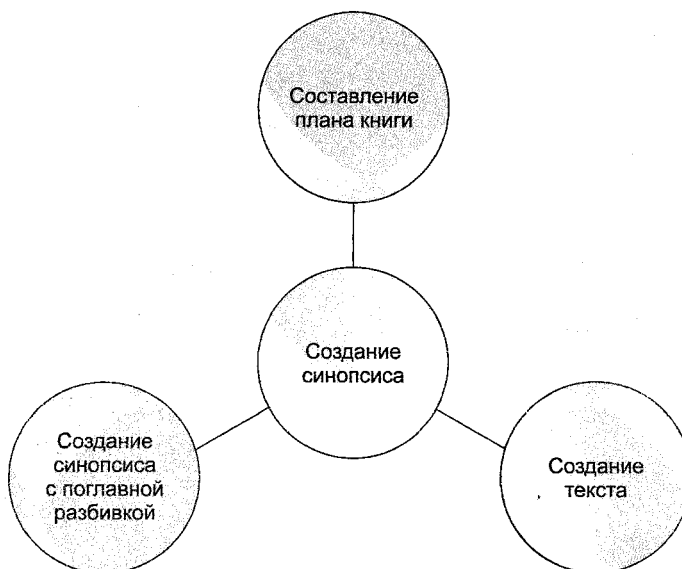 Составление
плана книги
Создание
синопсиса
Создание
синопсиса
с поглавной
разбивкой
Создание
текста